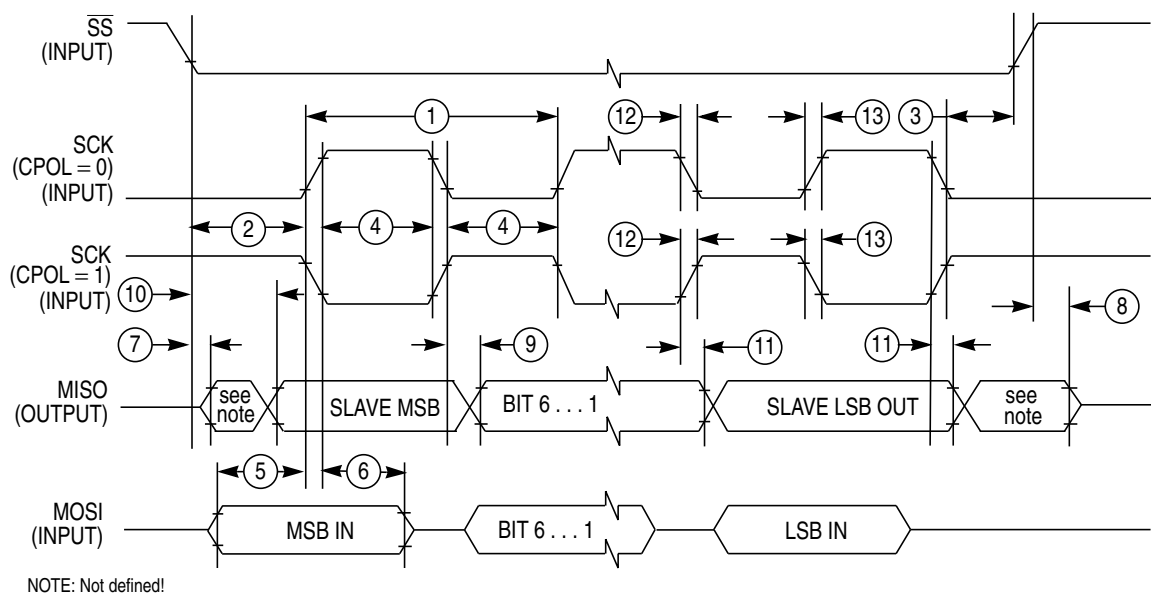 SS
(INPUT)
1
12
13
3
SCK
(CPOL = 0)
(INPUT)
2
4
4
12
13
SCK
(CPOL = 1)
(INPUT)
10
8
7
9
11
11
MISO
(OUTPUT)
see
note
SLAVE MSB
BIT 6 . . . 1
SLAVE LSB OUT
see
note
5
6
MOSI
(INPUT)
MSB IN
BIT 6 . . . 1
LSB IN
NOTE: Not defined!